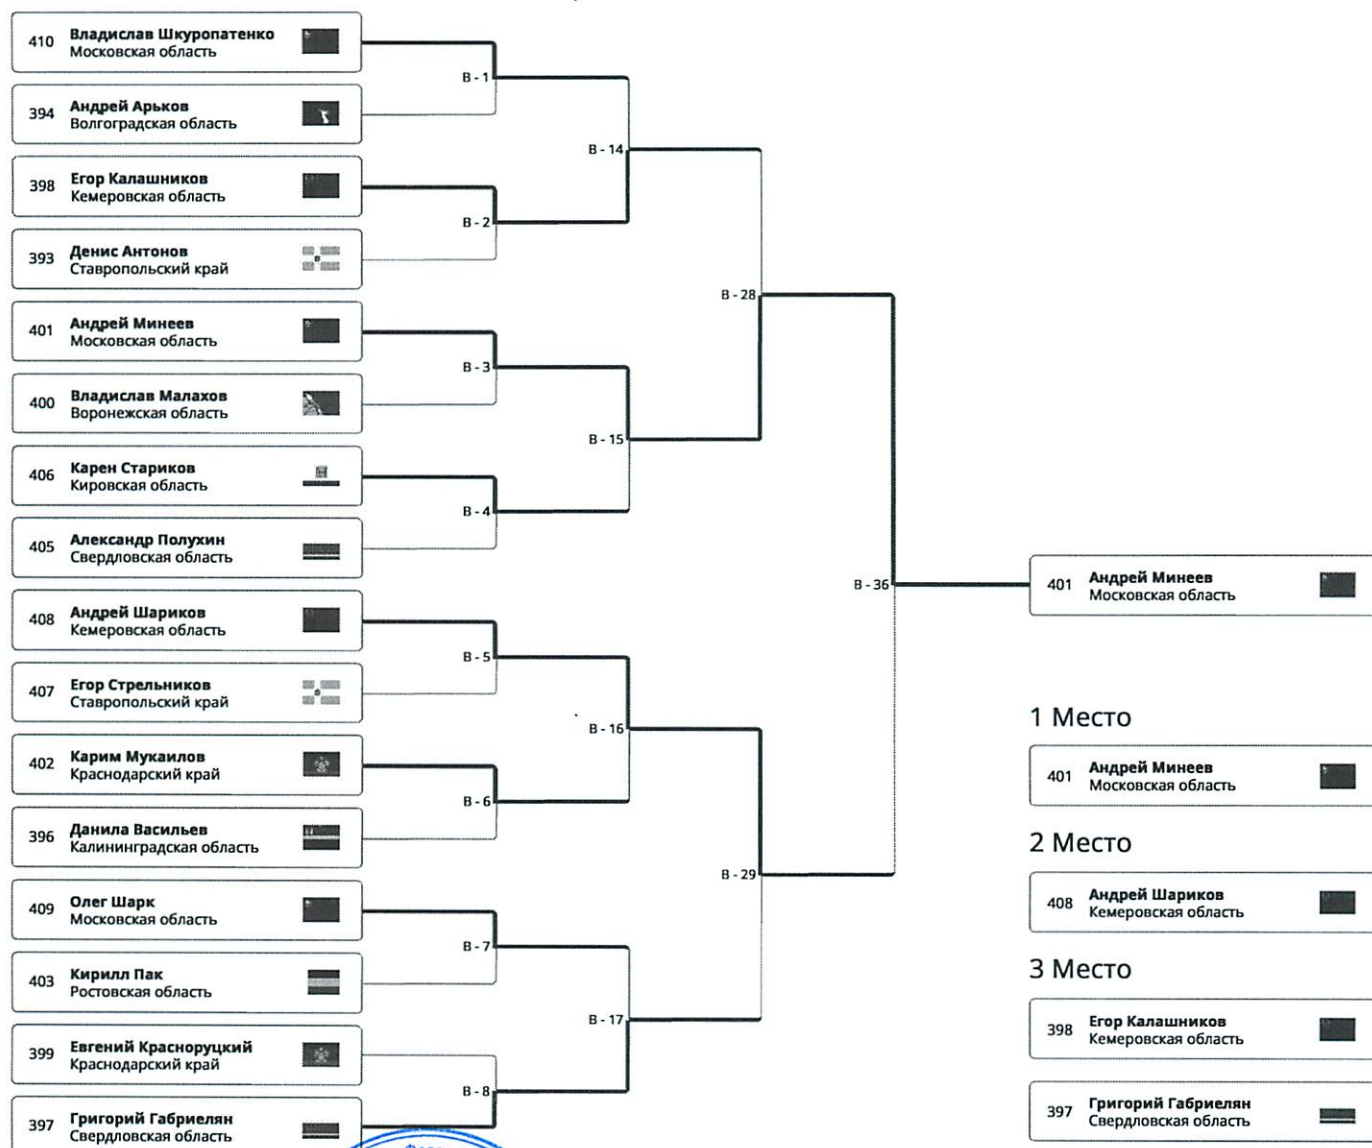 410 Владислав Шкуропатенко
Московская область
B - 1
394 Андрей Арьков
Волгоградская область
B - 14
398 Егор Калашников
Кемеровская область
B - 2
393 Денис Антонов
Ставропольский край
B - 28
401 Андрей Минеев
Московская область
B - 3
400 Владислав Малахов
Воронежская область
B - 15
406 Карен Стариков
Кировская область
B - 4
405 Александр Полухин
Свердловская область
B - 36
401 Андрей Минеев
Московская область
408 Андрей Шариков
Кемеровская область
B - 5
407 Егор Стрельников
Ставропольский край
B - 16
402 Карим Мукаилов
Краснодарский край
B - 6
396 Данила Васильев
Калининградская область
B - 29
409 Олег Шарк
Московская область
B - 7
403 Кирилл Пак
Ростовская область
B - 17
399 Евгений Красноруцкий
Краснодарский край
B - 8
397 Григорий Габриелян
Свердловская область
1 Место
401 Андрей Минеев
Московская область
2 Место
408 Андрей Шариков
Кемеровская область
3 Место
398 Егор Калашников
Кемеровская область
397 Григорий Габриелян
Свердловская область